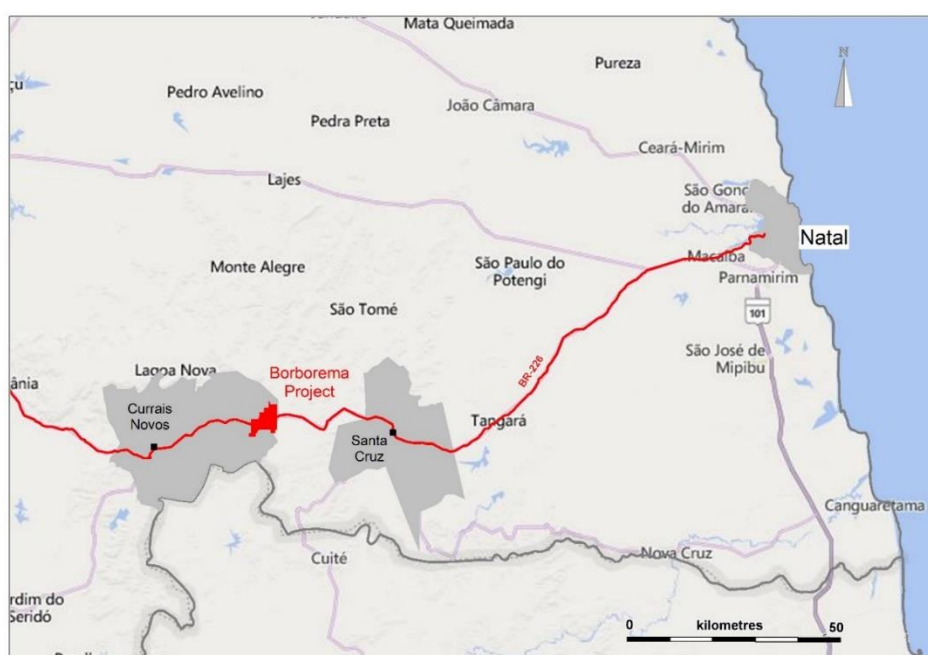 Mata Queimada
N
Pureza
çu
Pedro Avelino
João Câmara
Pedra Preta
Ceará-Mirim
Lajes
São Gonç
do Amara
Natal
Macaíba
Monte Alegre
São Paulo do
Potengi
Parnamirim
São Tomé
101
São José de
Mipibu
BR-226
Lagoa Nova
Borborema
Project
ânia
Currais
Novos
Tangará
Santa
Cruz
Canguaretama
Cuité
Nova Cruz
rdim do
Seridó
0
kilometres
50